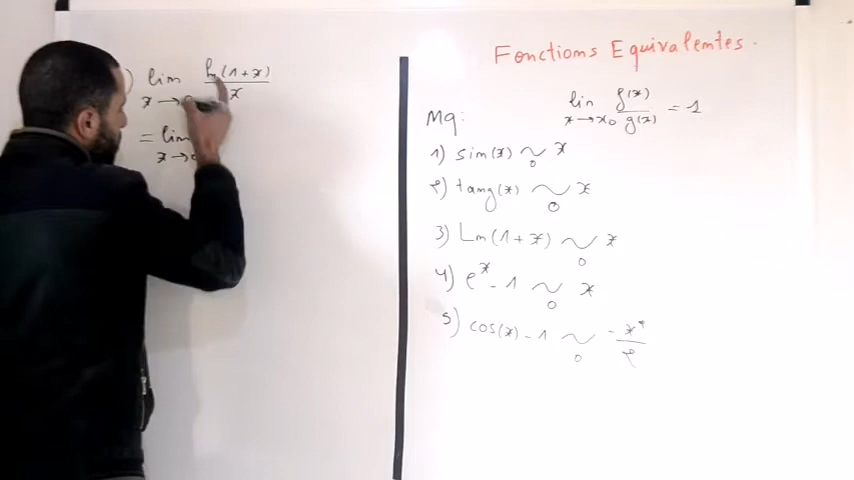 ) lim ln(1+x) / x
x → 0
= lim
x → 0
Fonctions Equivalentes.
lim f(x) / g(x) = 1
x → x0
Mq:
1) sin(x) ~ x
0
2) tang(x) ~ x
0
3) Ln(1+x) ~ x
0
4) e^x - 1 ~ x
0
5) cos(x) - 1 ~ - x² / 2
0